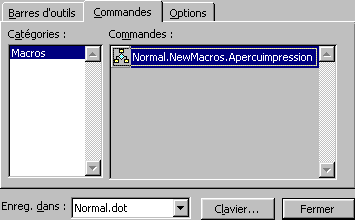 Barres d'outils Commandes Options
Catégories : Commandes :
Macros Normal.NewMacros.Apercuimpression
Enreg. dans : Normal.dot Clavier... Fermer